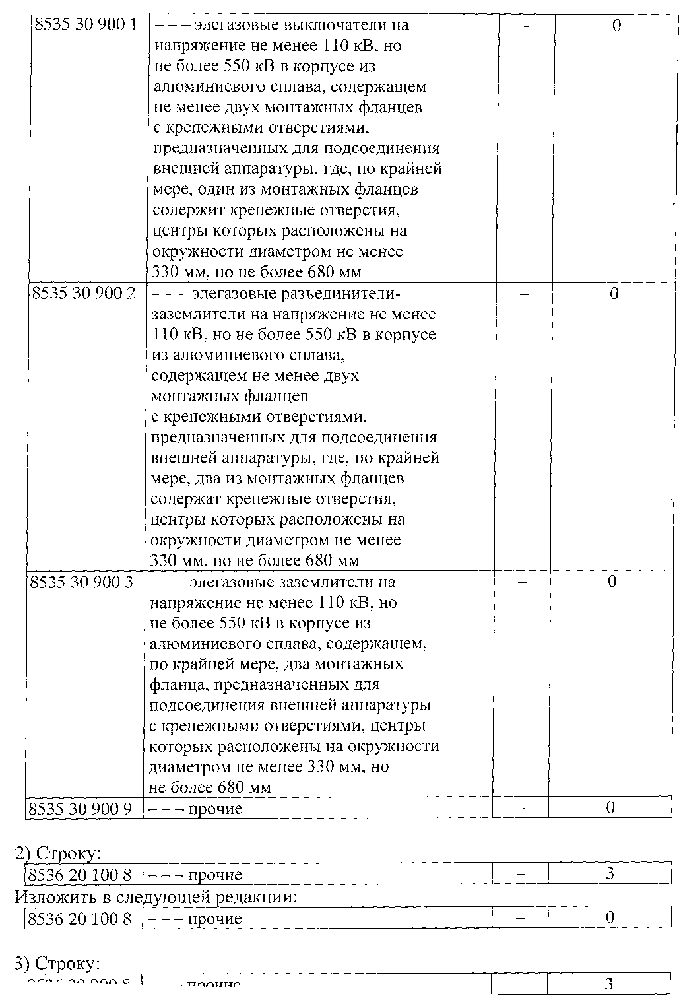 8535 30 900 1 – – – элегазовые выключатели на – 0
напряжение не менее 110 кВ, но
не более 550 кВ в корпусе из
алюминиевого сплава, содержащем
не менее двух монтажных фланцев
с крепежными отверстиями,
предназначенных для подсоединения
внешней аппаратуры, где, по крайней
мере, один из монтажных фланцев
содержит крепежные отверстия,
центры которых расположены на
окружности диаметром не менее
330 мм, но не более 680 мм
8535 30 900 2 – – – элегазовые разъединители- – 0
заземлители на напряжение не менее
110 кВ, но не более 550 кВ в корпусе
из алюминиевого сплава,
содержащем не менее двух
монтажных фланцев
с крепежными отверстиями,
предназначенных для подсоединения
внешней аппаратуры, где, по крайней
мере, два из монтажных фланцев
содержат крепежные отверстия,
центры которых расположены на
окружности диаметром не менее
330 мм, но не более 680 мм
8535 30 900 3 – – – элегазовые заземлители на – 0
напряжение не менее 110 кВ, но
не более 550 кВ в корпусе из
алюминиевого сплава, содержащем,
по крайней мере, два монтажных
фланца, предназначенных для
подсоединения внешней аппаратуры
с крепежными отверстиями, центры
которых расположены на окружности
диаметром не менее 330 мм, но
не более 680 мм
8535 30 900 9 – – – прочие – 0
2) Строку:
8536 20 100 8 – – – прочие – 3
Изложить в следующей редакции:
8536 20 100 8 – – – прочие – 0
3) Строку:
прочие – 3